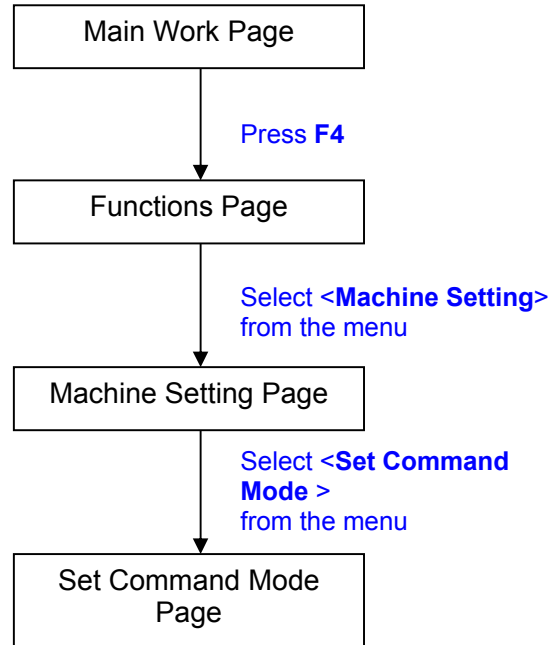 Main Work Page
Press F4
Functions Page
Select <Machine Setting>
from the menu
Machine Setting Page
Select <Set Command
Mode >
from the menu
Set Command Mode
Page